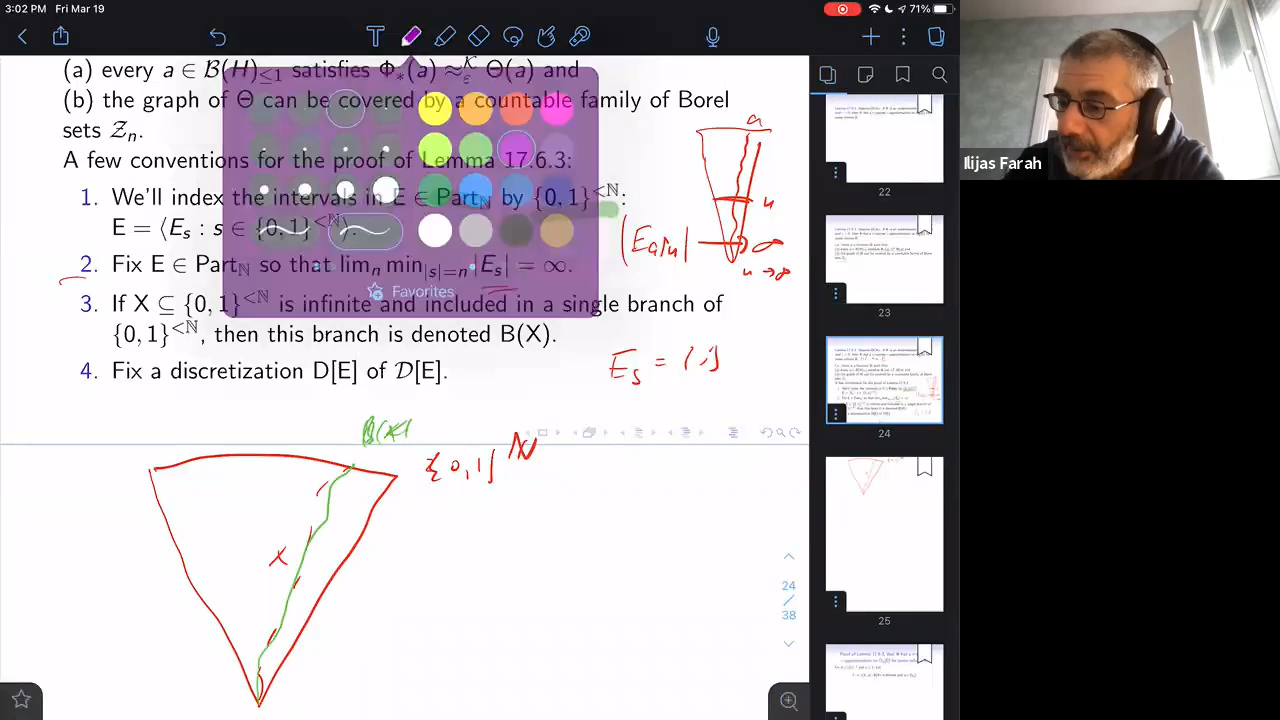 3:02 PM Fri Mar 19
71%
(a) every a ∈ B(H)≤1 satisfies Φ*(a) ≈ε^K Θ(a) and
(b) the graph of Θ can be covered by a countable family of Borel
sets Zn
A few conventions for the proof of Lemma 17.6.3:
1. We'll index the intervals in E ∈ Partℕ by {0, 1}^<ℕ:
E = ⟨Es : s ∈ {0, 1}^<ℕ⟩.
2. Fix E ∈ Partℕ so that limn min|s|=n |Es| = ∞.
3. If X ⊆ {0, 1}^<ℕ is infinite and included in a single branch of
{0, 1}^<ℕ, then this branch is denoted B(X).
4. Fix a discretization D[E] of D[E].
Favorites
a
n
|Ea↾n| → ∞
n → ∞
B(X)
{0,1}^ℕ
X
24
/
38
22
23
24
25
Ilijas Farah